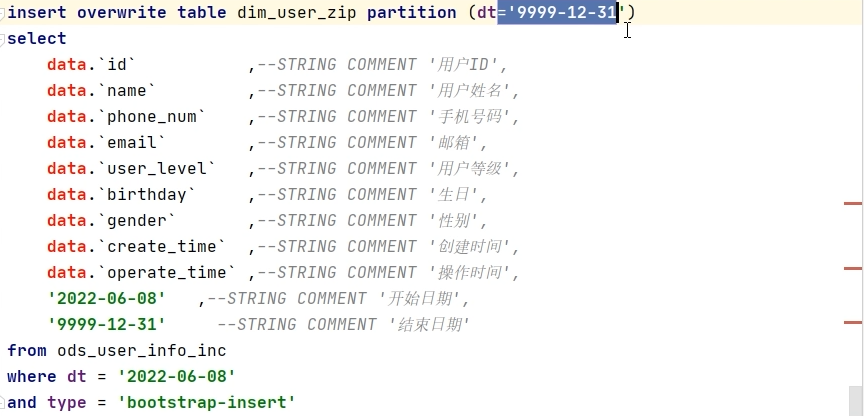 insert overwrite table dim_user_zip partition (dt='9999-12-31')
select
    data.`id`           ,--STRING COMMENT '用户ID',
    data.`name`         ,--STRING COMMENT '用户姓名',
    data.`phone_num`    ,--STRING COMMENT '手机号码',
    data.`email`        ,--STRING COMMENT '邮箱',
    data.`user_level`   ,--STRING COMMENT '用户等级',
    data.`birthday`     ,--STRING COMMENT '生日',
    data.`gender`       ,--STRING COMMENT '性别',
    data.`create_time`  ,--STRING COMMENT '创建时间',
    data.`operate_time` ,--STRING COMMENT '操作时间',
    '2022-06-08'   ,--STRING COMMENT '开始日期',
    '9999-12-31'     --STRING COMMENT '结束日期'
from ods_user_info_inc
where dt = '2022-06-08'
and type = 'bootstrap-insert'